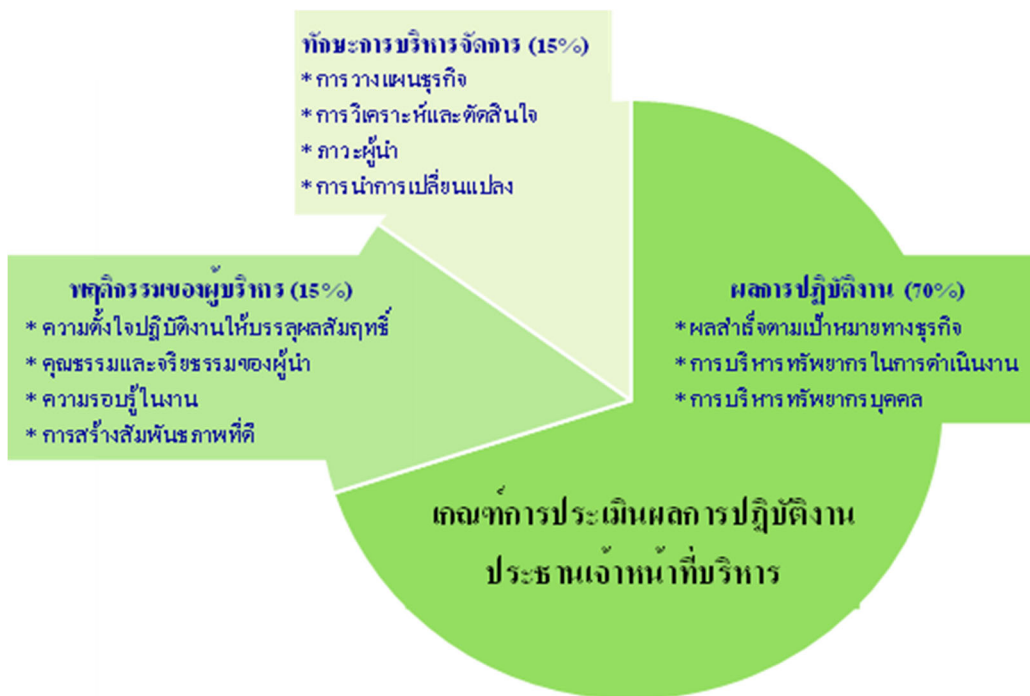 ทักษะการบริหารจัดการ (15%)
* การวางแผนธุรกิจ
* การวิเคราะห์และตัดสินใจ
* ภาวะผู้นำ
* การนำการเปลี่ยนแปลง
พฤติกรรมของผู้บริหาร (15%)
* ความตั้งใจปฏิบัติงานให้บรรลุผลสัมฤทธิ์
* คุณธรรมและจริยธรรมของผู้นำ
* ความรอบรู้ในงาน
* การสร้างสัมพันธภาพที่ดี
ผลการปฏิบัติงาน (70%)
* ผลสำเร็จตามเป้าหมายทางธุรกิจ
* การบริหารทรัพยากรในการดำเนินงาน
* การบริหารทรัพยากรบุคคล
เกณฑ์การประเมินผลการปฏิบัติงาน
ประธานเจ้าหน้าที่บริหาร